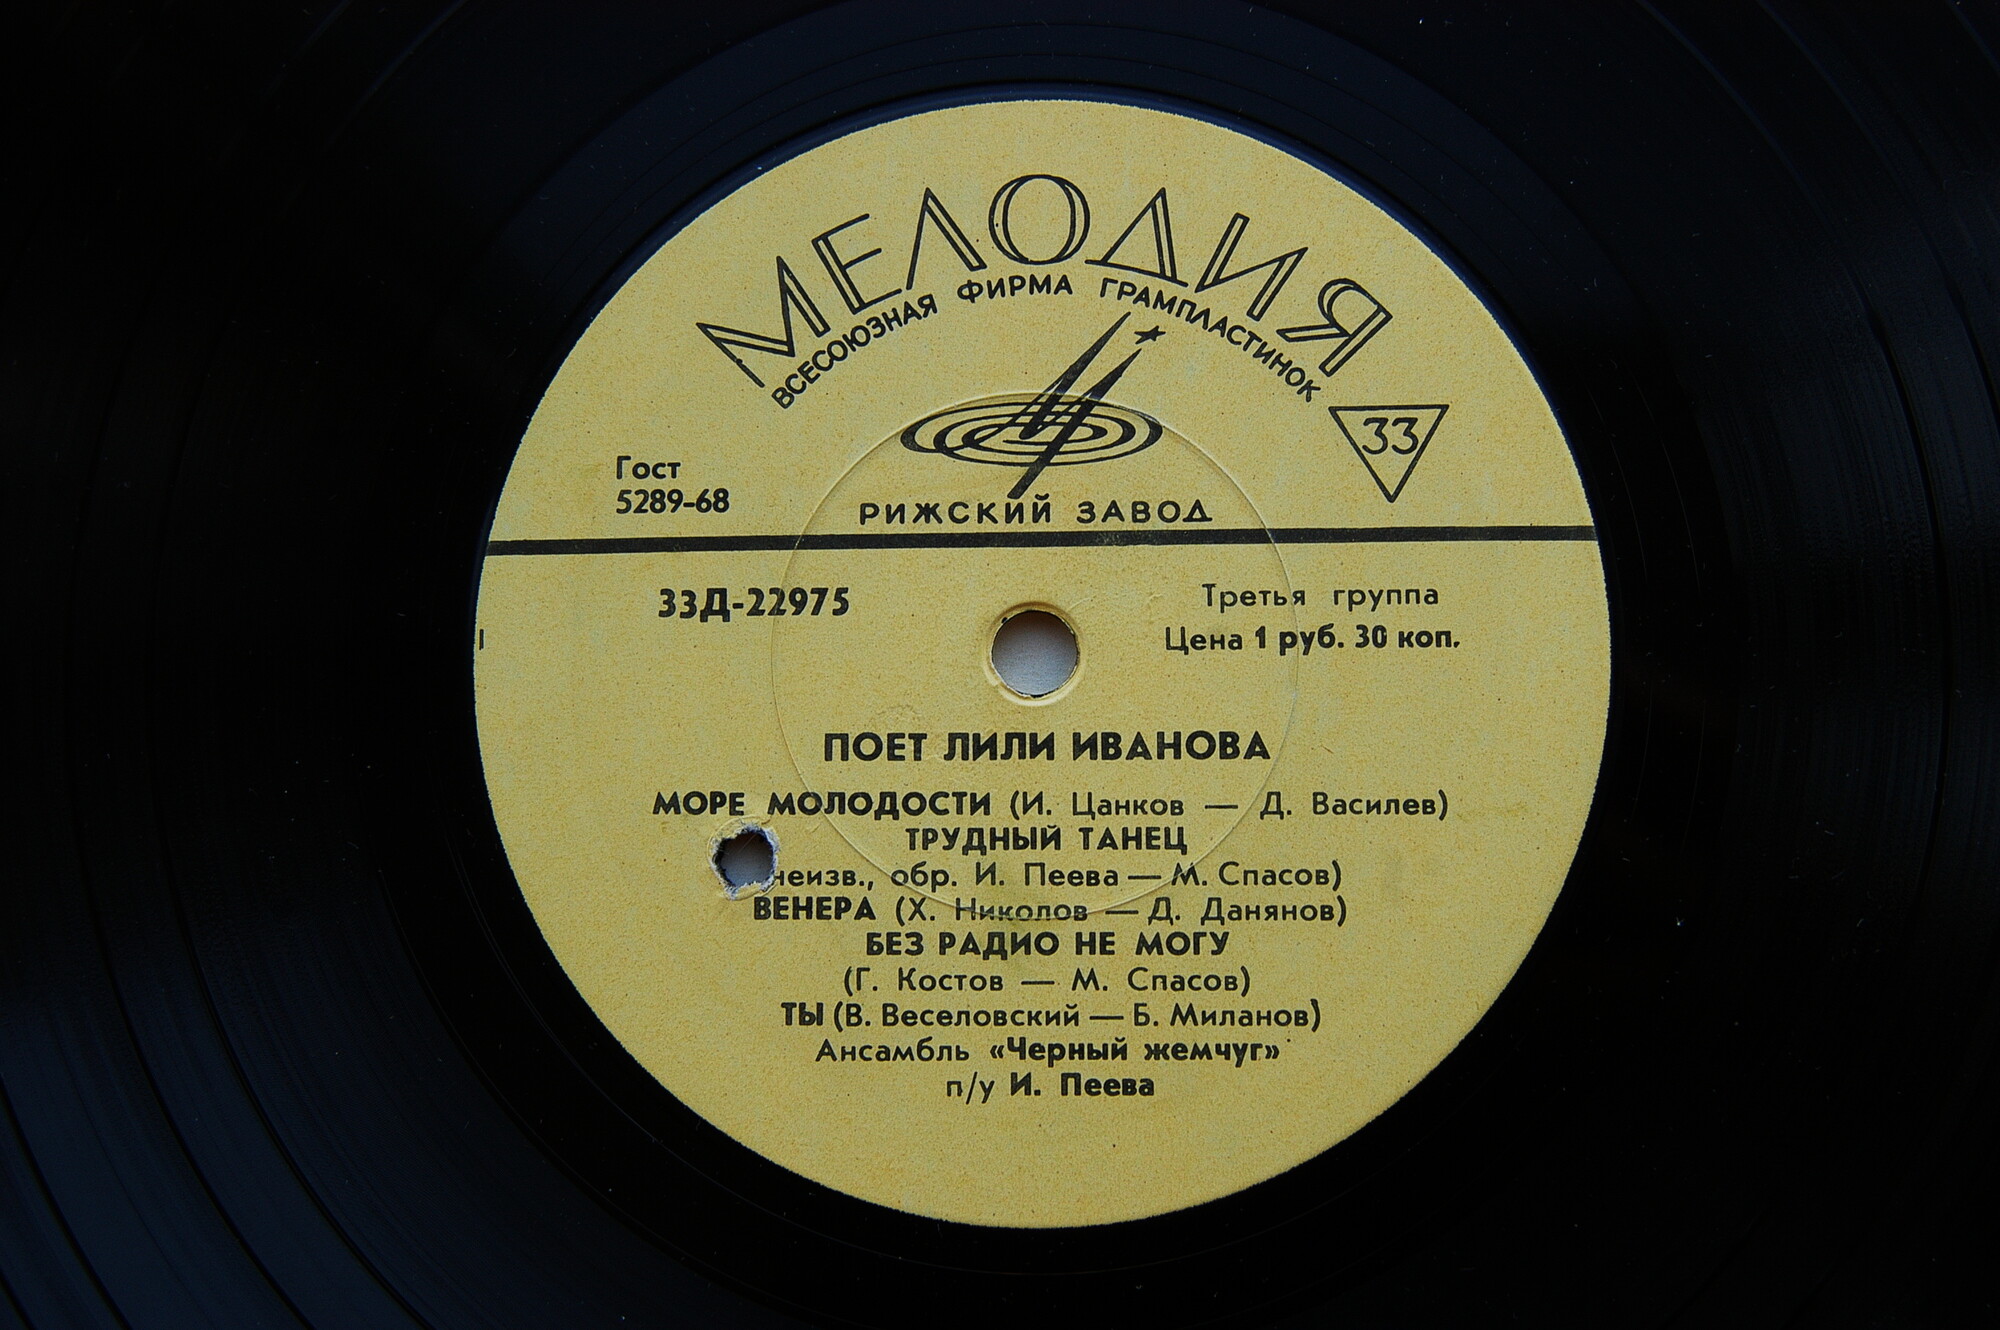 МЕЛОДИЯ
ВСЕСОЮЗНАЯ ФИРМА ГРАМПЛАСТИНОК
33
Гост
5289-68
РИЖСКИЙ ЗАВОД
33Д-22975
Третья группа
Цена 1 руб. 30 коп.
ПОЕТ ЛИЛИ ИВАНОВА
МОРЕ МОЛОДОСТИ (И. Цанков — Д. Василев)
ТРУДНЫЙ ТАНЕЦ
неизв., обр. И. Пеева — М. Спасов)
ВЕНЕРА (Х. Николов — Д. Данянов)
БЕЗ РАДИО НЕ МОГУ
(Г. Костов — М. Спасов)
ТЫ (В. Веселовский — Б. Миланов)
Ансамбль «Черный жемчуг»
п/у И. Пеева